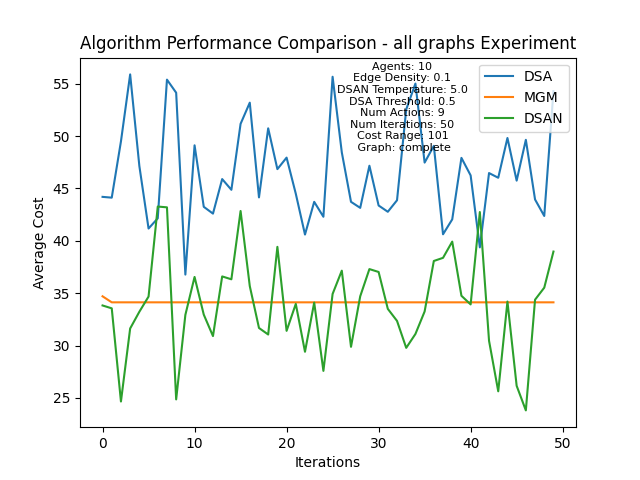 Algorithm Performance Comparison - all graphs Experiment
Agents: 10
Edge Density: 0.1
DSAN Temperature: 5.0
DSA Threshold: 0.5
Num Actions: 9
Num Iterations: 50
Cost Range: 101
Graph: complete
DSA
MGM
DSAN
55
50
45
40
35
30
25
Average Cost
0
10
20
30
40
50
Iterations